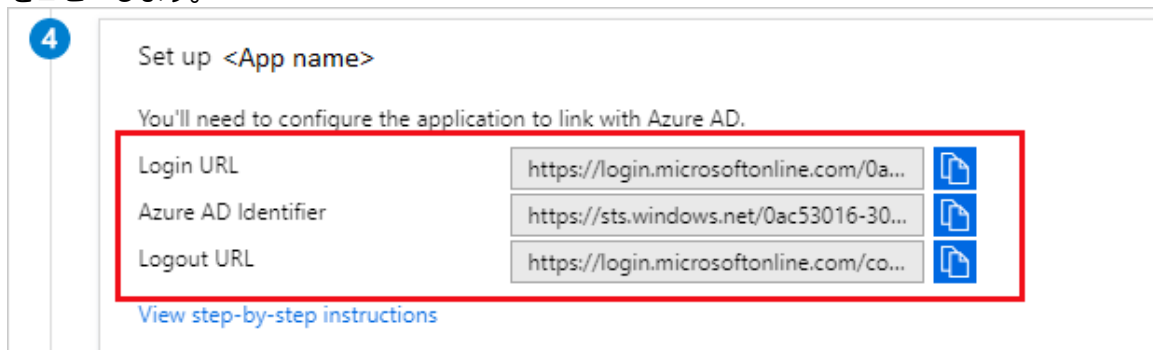 4
Set up <App name>
You'll need to configure the application to link with Azure AD.
Login URL https://login.microsoftonline.com/0a...
Azure AD Identifier https://sts.windows.net/0ac53016-30...
Logout URL https://login.microsoftonline.com/co...
View step-by-step instructions